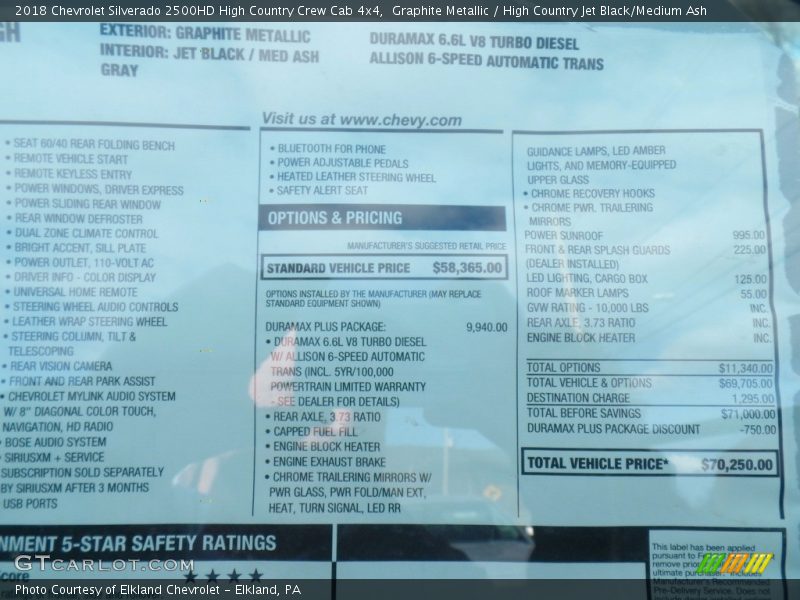 2018 Chevrolet Silverado 2500HD High Country Crew Cab 4x4,  Graphite Metallic / High Country Jet Black/Medium Ash
GH
EXTERIOR: GRAPHITE METALLIC
INTERIOR: JET BLACK / MED ASH
GRAY
DURAMAX 6.6L V8 TURBO DIESEL
ALLISON 6-SPEED AUTOMATIC TRANS
• SEAT 60/40 REAR FOLDING BENCH
• REMOTE VEHICLE START
• REMOTE KEYLESS ENTRY
• POWER WINDOWS, DRIVER EXPRESS
• POWER SLIDING REAR WINDOW
• REAR WINDOW DEFROSTER
• DUAL ZONE CLIMATE CONTROL
• BRIGHT ACCENT, SILL PLATE
• POWER OUTLET, 110-VOLT AC
• DRIVER INFO - COLOR DISPLAY
• UNIVERSAL HOME REMOTE
• STEERING WHEEL AUDIO CONTROLS
• LEATHER WRAP STEERING WHEEL
• STEERING COLUMN, TILT &
TELESCOPING
• REAR VISION CAMERA
• FRONT AND REAR PARK ASSIST
• CHEVROLET MYLINK AUDIO SYSTEM
W/ 8" DIAGONAL COLOR TOUCH,
NAVIGATION, HD RADIO
• BOSE AUDIO SYSTEM
• SIRIUSXM + SERVICE
SUBSCRIPTION SOLD SEPARATELY
BY SIRIUSXM AFTER 3 MONTHS
USB PORTS
Visit us at www.chevy.com
• BLUETOOTH FOR PHONE
• POWER ADJUSTABLE PEDALS
• HEATED LEATHER STEERING WHEEL
• SAFETY ALERT SEAT
OPTIONS & PRICING
MANUFACTURER'S SUGGESTED RETAIL PRICE
STANDARD VEHICLE PRICE $58,365.00
OPTIONS INSTALLED BY THE MANUFACTURER (MAY REPLACE
STANDARD EQUIPMENT SHOWN)
DURAMAX PLUS PACKAGE: 9,940.00
• DURAMAX 6.6L V8 TURBO DIESEL
W/ ALLISON 6-SPEED AUTOMATIC
TRANS (INCL. 5YR/100,000
POWERTRAIN LIMITED WARRANTY
- SEE DEALER FOR DETAILS)
• REAR AXLE, 3.73 RATIO
• CAPPED FUEL FILL
• ENGINE BLOCK HEATER
• ENGINE EXHAUST BRAKE
• CHROME TRAILERING MIRRORS W/
PWR GLASS, PWR FOLD/MAN EXT,
HEAT, TURN SIGNAL, LED RR
GUIDANCE LAMPS, LED AMBER
LIGHTS, AND MEMORY-EQUIPPED
UPPER GLASS
• CHROME RECOVERY HOOKS
• CHROME PWR. TRAILERING
MIRRORS
POWER SUNROOF 995.00
FRONT & REAR SPLASH GUARDS 225.00
(DEALER INSTALLED)
LED LIGHTING, CARGO BOX 125.00
ROOF MARKER LAMPS 55.00
GVW RATING - 10,000 LBS INC.
REAR AXLE, 3.73 RATIO INC.
ENGINE BLOCK HEATER INC.
TOTAL OPTIONS $11,340.00
TOTAL VEHICLE & OPTIONS $69,705.00
DESTINATION CHARGE 1,295.00
TOTAL BEFORE SAVINGS $71,000.00
DURAMAX PLUS PACKAGE DISCOUNT -750.00
TOTAL VEHICLE PRICE* $70,250.00
NMENT 5-STAR SAFETY RATINGS
This label has been applied
pursuant to
remove prior
ultimate purchaser. Includes
Manufacturer's Recommended
Pre-Delivery Service. Does not
Score ★★★★
GTcarlot.com
Photo Courtesy of Elkland Chevrolet - Elkland, PA